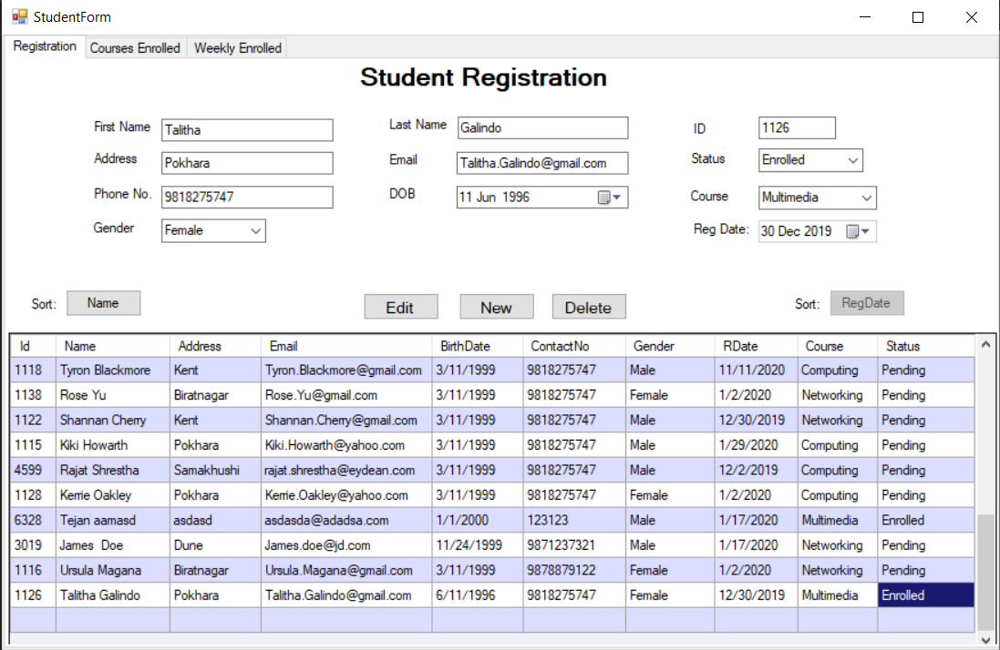 StudentForm
Registration Courses Enrolled Weekly Enrolled
Student Registration
First Name Talitha Last Name Galindo ID 1126
Address Pokhara Email Talitha.Galindo@gmail.com Status Enrolled
Phone No. 9818275747 DOB 11 Jun 1996 Course Multimedia
Gender Female Reg Date: 30 Dec 2019
Sort: Name Edit New Delete Sort: RegDate
Id Name Address Email BirthDate ContactNo Gender RDate Course Status
1118 Tyron Blackmore Kent Tyron.Blackmore@gmail.com 3/11/1999 9818275747 Male 11/11/2020 Computing Pending
1138 Rose Yu Biratnagar Rose.Yu@gmail.com 3/11/1999 9818275747 Female 1/2/2020 Networking Pending
1122 Shannan Cherry Kent Shannan.Cherry@gmail.com 3/11/1999 9818275747 Male 12/30/2019 Networking Pending
1115 Kiki Howarth Pokhara Kiki.Howarth@yahoo.com 3/11/1999 9818275747 Male 1/29/2020 Computing Pending
4599 Rajat Shrestha Samakhushi rajat.shrestha@eydean.com 3/11/1999 9818275747 Male 12/2/2019 Computing Pending
1128 Kerrie Oakley Pokhara Kerrie.Oakley@yahoo.com 3/11/1999 9818275747 Female 1/2/2020 Computing Pending
6328 Tejan aamasd asdasd asdasda@adadsa.com 1/1/2000 123123 Male 1/17/2020 Multimedia Enrolled
3019 James Doe Dune James.doe@jd.com 11/24/1999 9871237321 Male 1/17/2020 Networking Pending
1116 Ursula Magana Biratnagar Ursula.Magana@gmail.com 3/11/1999 9878879122 Female 1/2/2020 Networking Pending
1126 Talitha Galindo Pokhara Talitha.Galindo@gmail.com 6/11/1996 9818275747 Female 12/30/2019 Multimedia Enrolled